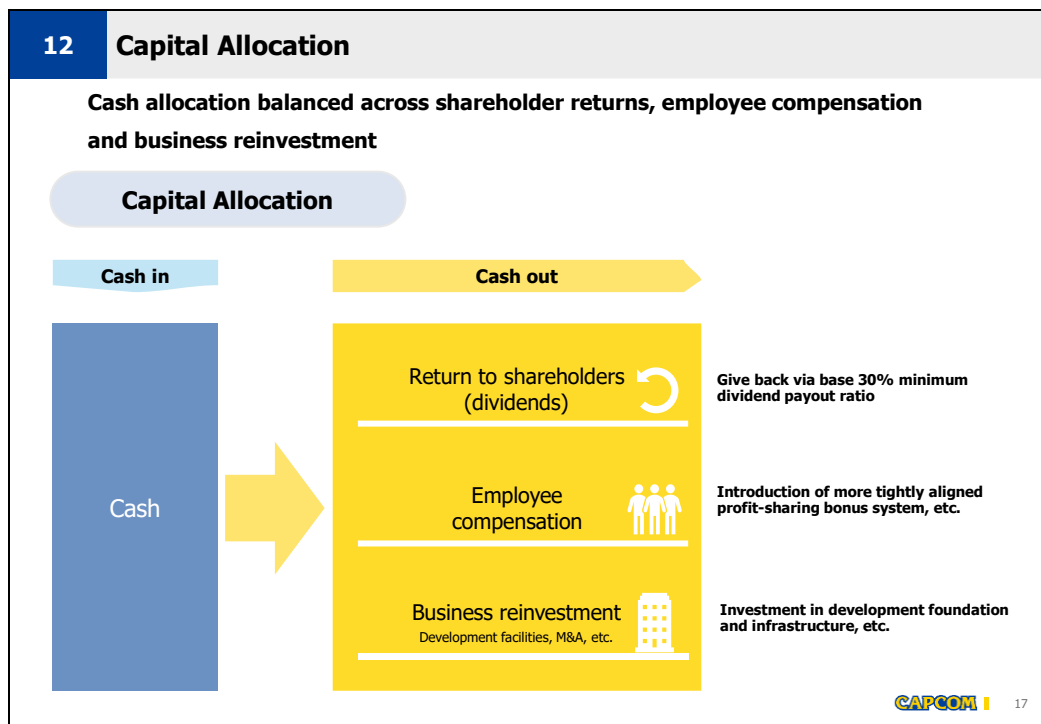 12
Capital Allocation
Cash allocation balanced across shareholder returns, employee compensation
and business reinvestment
Capital Allocation
Cash in
Cash out
Cash
Return to shareholders
(dividends)
Give back via base 30% minimum
dividend payout ratio
Employee
compensation
Introduction of more tightly aligned
profit-sharing bonus system, etc.
Business reinvestment
Development facilities, M&A, etc.
Investment in development foundation
and infrastructure, etc.
CAPCOM
17